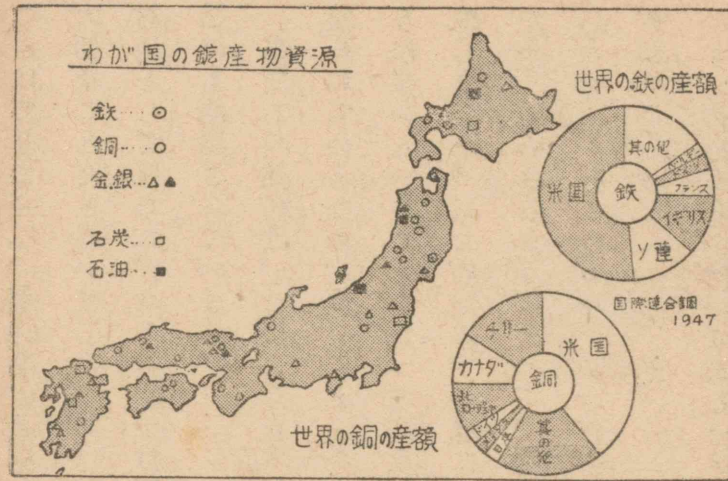 わが国の鉱産物資源
鉄‥‥⊙
銅‥‥○
金.銀‥‥△▲
石炭‥‥□
石油‥‥■
世界の鉄の産額
鉄
米国
其の他
フランス
イギリス
ソ蓮
国際連合調
1947
世界の銅の産額
銅
米国
チリー
カナダ
其の他